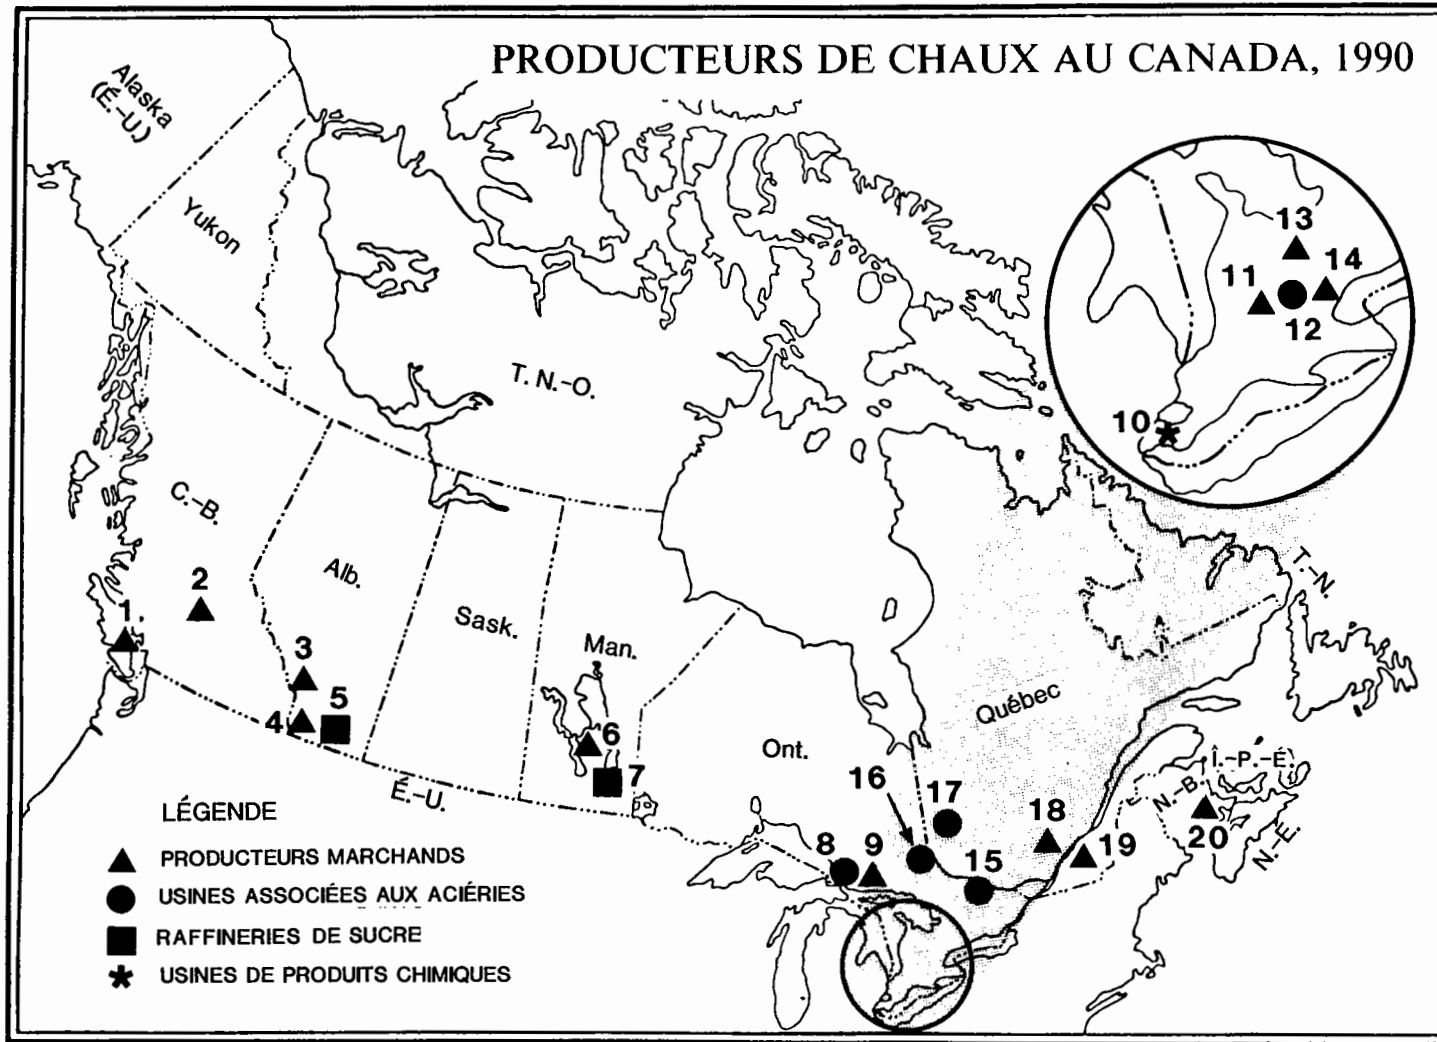 PRODUCTEURS DE CHAUX AU CANADA, 1990
Alaska
(É.-U.)
Yukon
T. N.-O.
13
11
14
12
10
C.-B.
Alb.
Sask.
Man.
Ont.
Québec
T.-N.
Î.-P.-É.
N.-B.
N.-É.
É.-U.
1.
2
3
4
5
6
7
8
9
16
17
15
18
19
20
LÉGENDE
PRODUCTEURS MARCHANDS
USINES ASSOCIÉES AUX ACIÉRIES
RAFFINERIES DE SUCRE
USINES DE PRODUITS CHIMIQUES